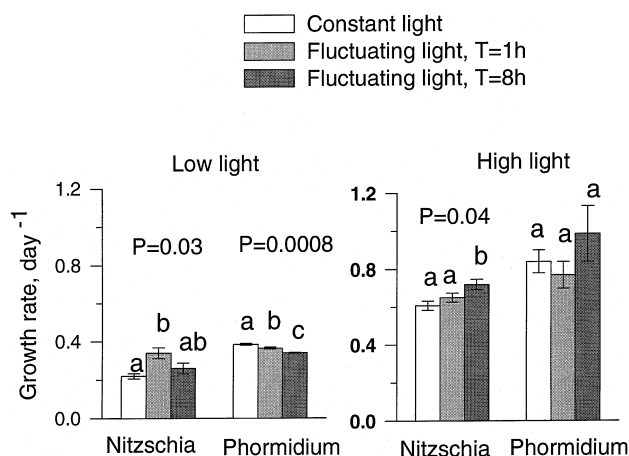 Constant light
Fluctuating light, T=1h
Fluctuating light, T=8h
Low light
High light
Growth rate, day -1
1.2
0.8
0.4
0.0
P=0.03
P=0.0008
a
b
ab
a
b
c
Nitzschia
Phormidium
1.2
0.8
0.4
0.0
P=0.04
a
a
b
a
a
a
Nitzschia
Phormidium